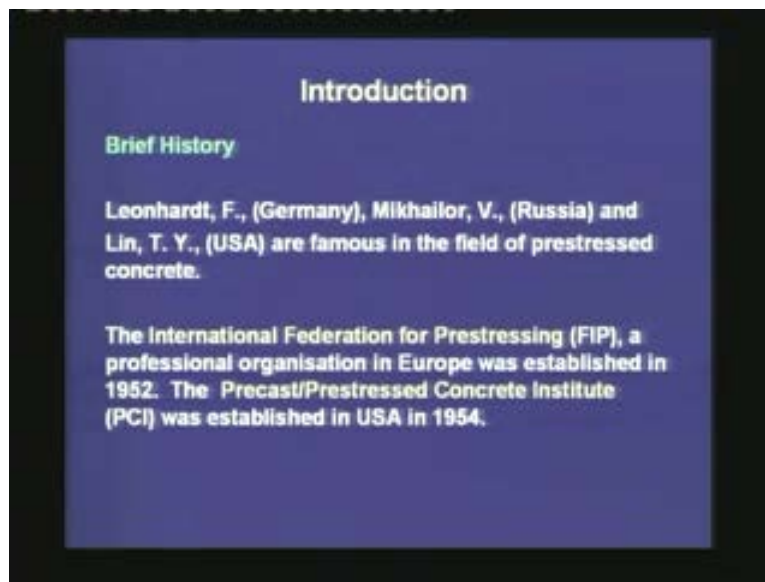 Introduction
Brief History
Leonhardt, F., (Germany), Mikhailor, V., (Russia) and
Lin, T. Y., (USA) are famous in the field of prestressed
concrete.
The International Federation for Prestressing (FIP), a
professional organisation in Europe was established in
1952. The Precast/Prestressed Concrete Institute
(PCI) was established in USA in 1954.